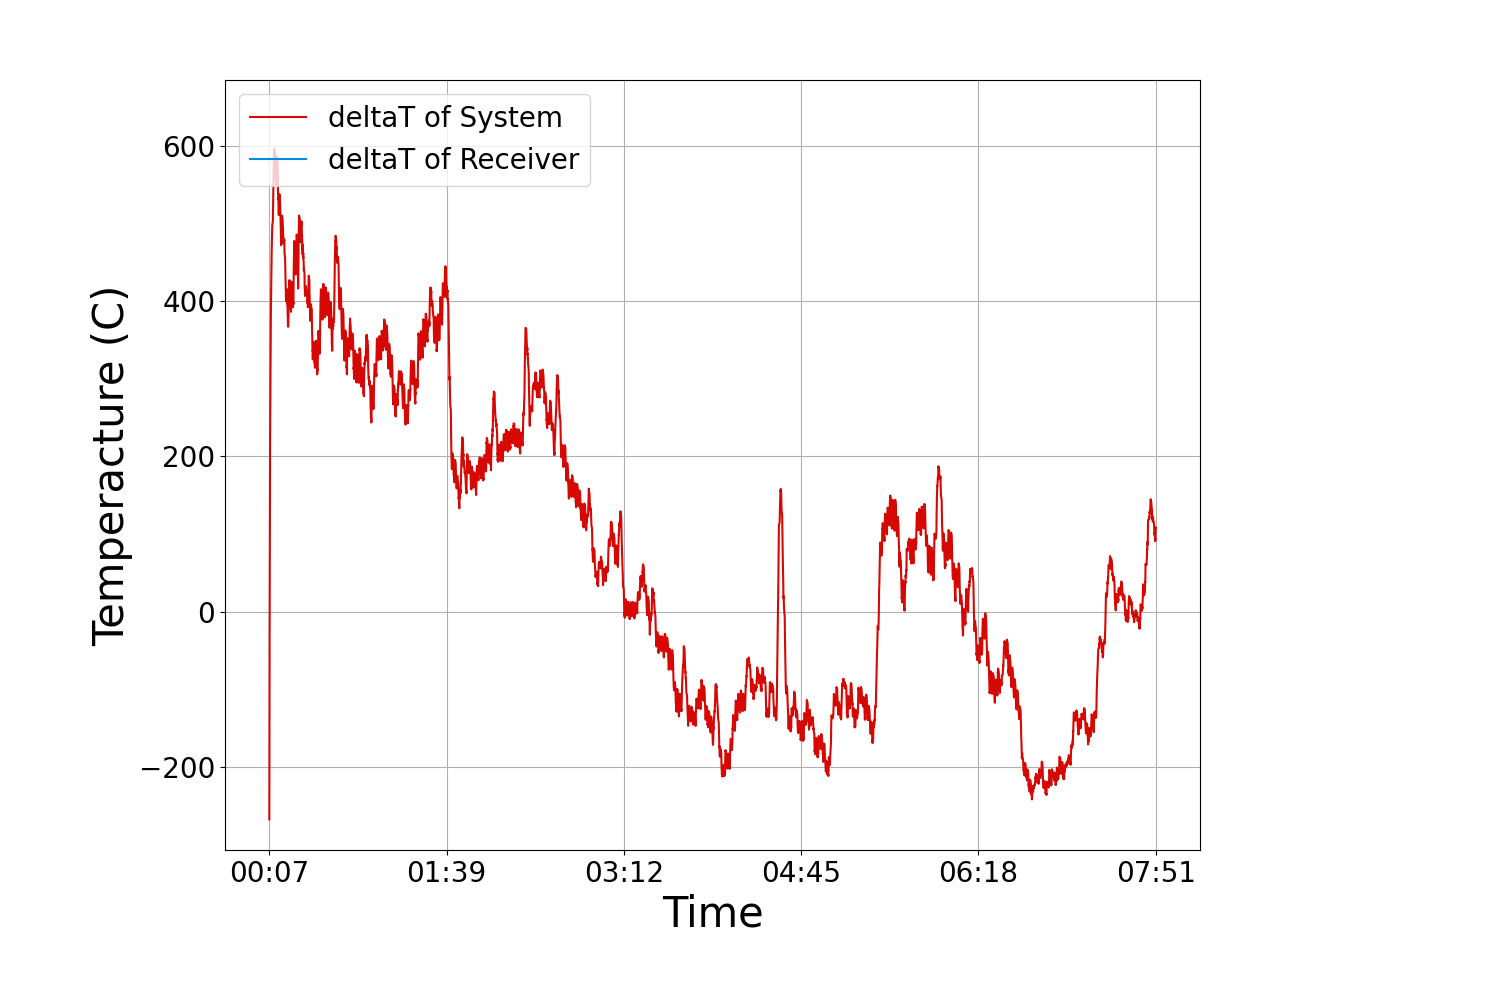 deltaT of System
deltaT of Receiver
600
400
200
0
−200
Temperacture (C)
00:07 01:39 03:12 04:45 06:18 07:51
Time